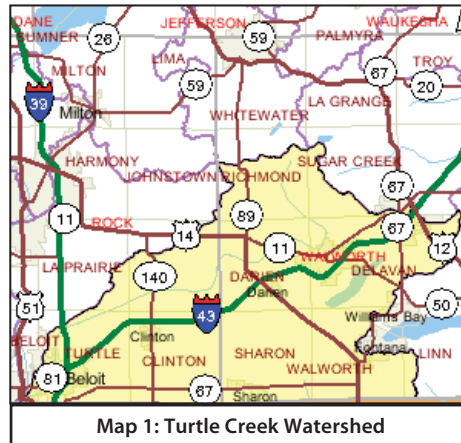 DANE
JEFFERSON
WAUKESHA
SUMNER
26
59
PALMYRA
MILTON
LIMA
67
TROY
59
20
39
LA GRANGE
Milton
WHITEWATER
HARMONY
SUGAR CREEK
JOHNSTOWN
RICHMOND
67
11
ROCK
89
67
14
11
12
WALWORTH
LA PRAIRIE
140
DARIEN
DELAVAN
Darien
51
43
50
Williams Bay
BELOIT
Clinton
Fontana
LINN
TURTLE
CLINTON
SHARON
WALWORTH
81
Beloit
67
Sharon
Map 1: Turtle Creek Watershed